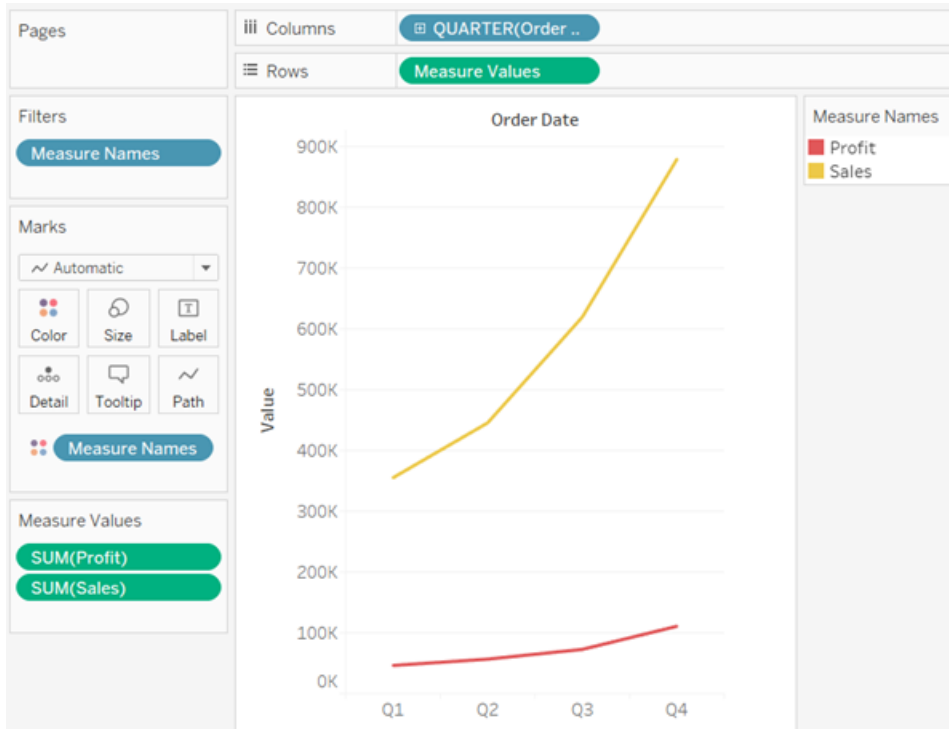 Pages
Columns
QUARTER(Order ..
Rows
Measure Values
Filters
Measure Names
Marks
Automatic
Color
Size
T
Label
Detail
Tooltip
Path
Measure Names
Measure Values
SUM(Profit)
SUM(Sales)
Order Date
Value
900K
800K
700K
600K
500K
400K
300K
200K
100K
0K
Q1 Q2 Q3 Q4
Measure Names
Profit
Sales